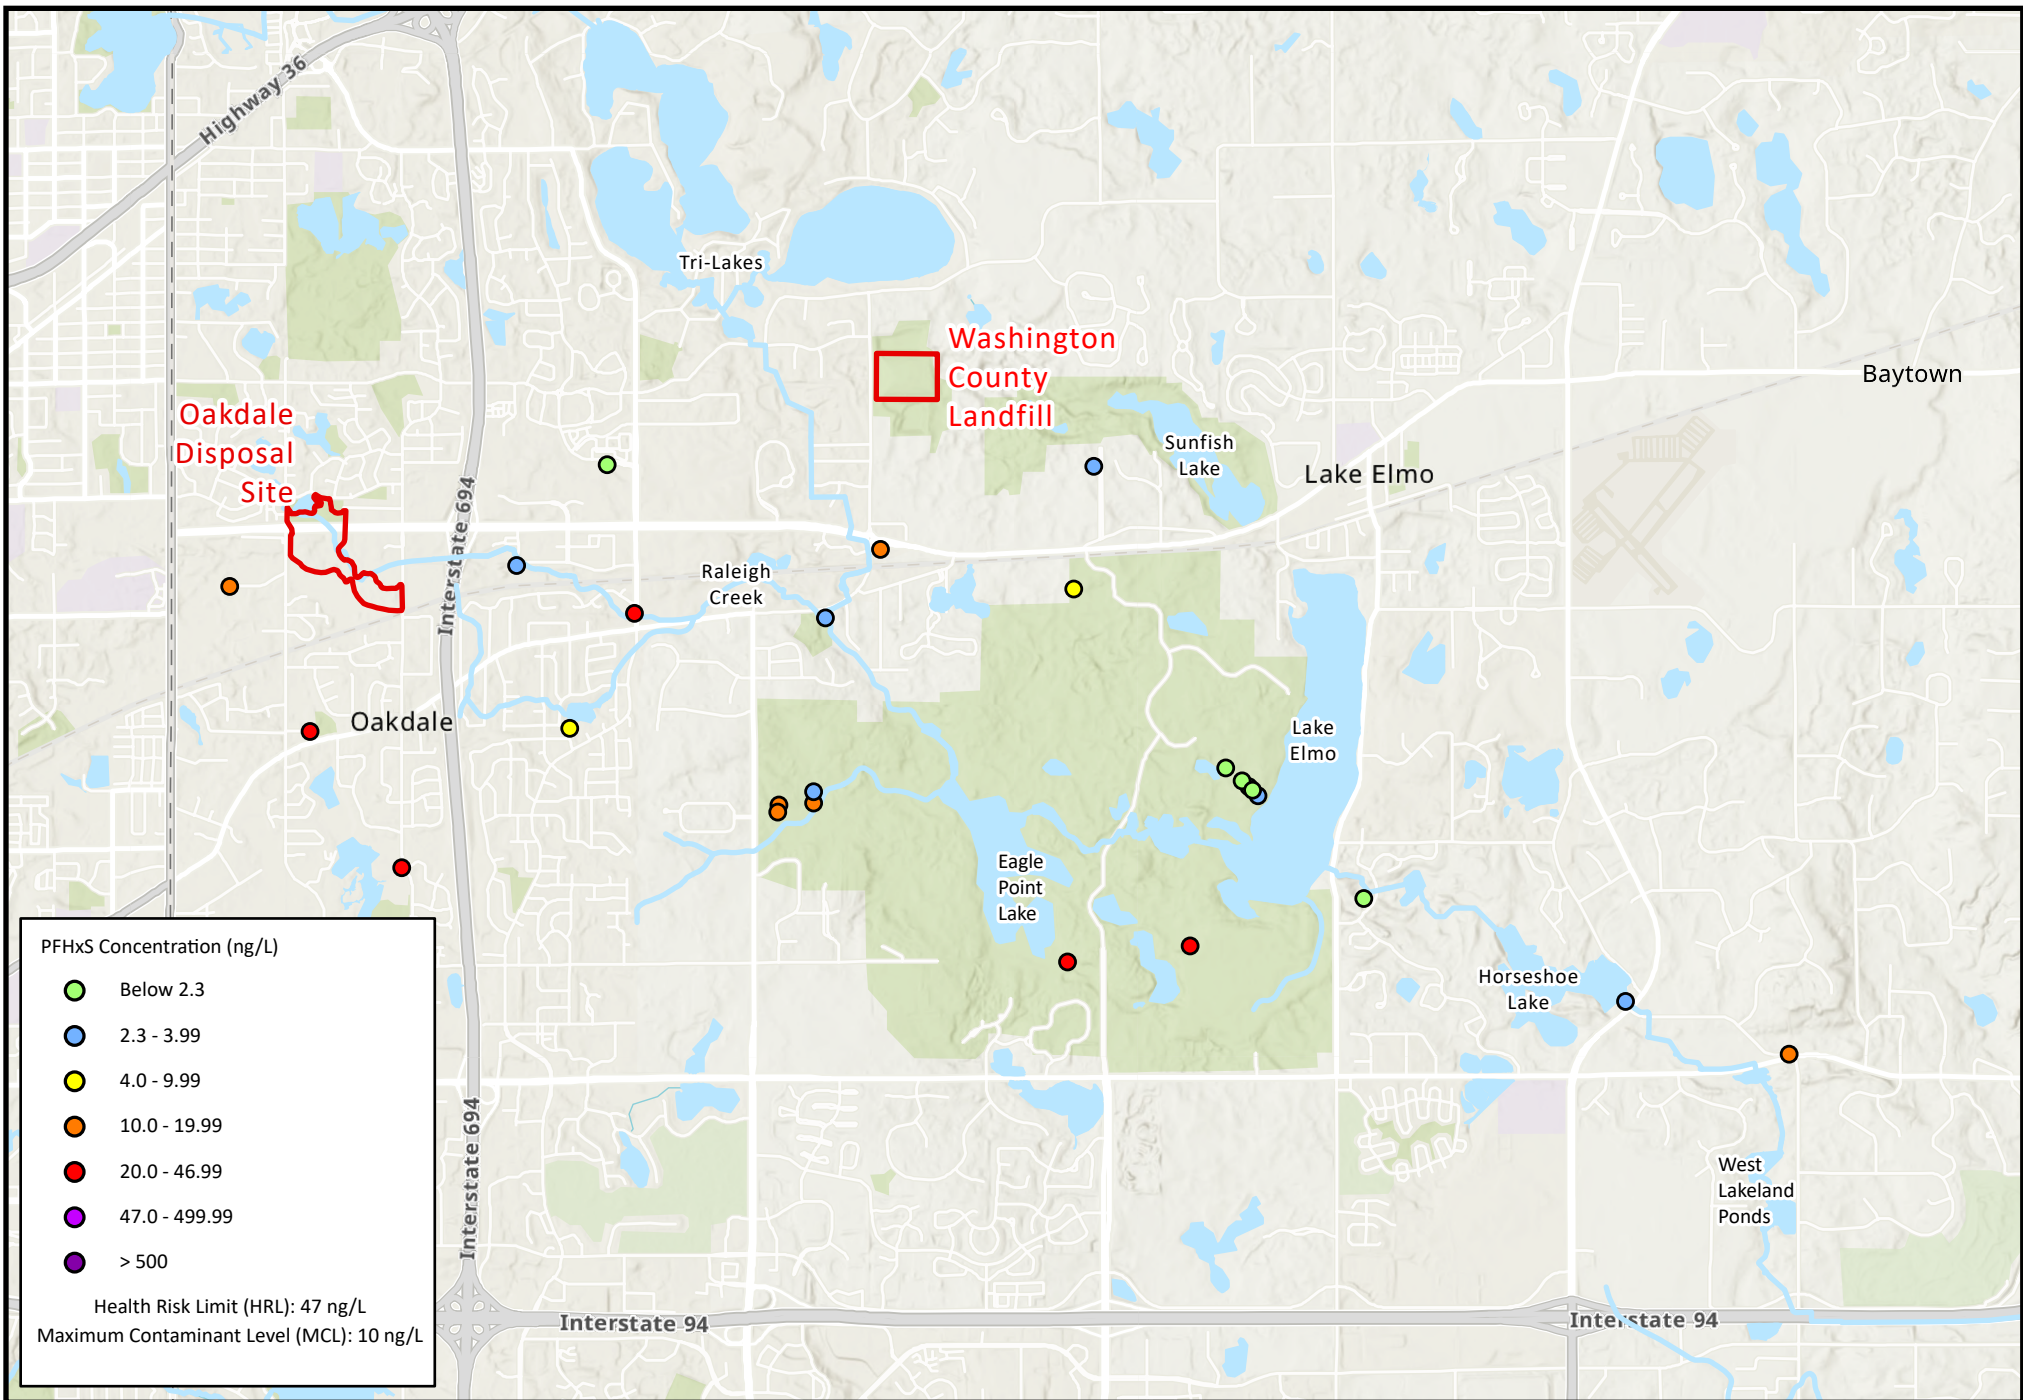 Highway 36
Tri-Lakes
Washington
County
Landfill
Baytown
Oakdale
Disposal
Site
Sunfish
Lake
Lake Elmo
Interstate 694
Raleigh
Creek
Oakdale
Lake
Elmo
Eagle
Point
Lake
Horseshoe
Lake
PFHxS Concentration (ng/L)
Below 2.3
2.3 - 3.99
4.0 - 9.99
10.0 - 19.99
20.0 - 46.99
47.0 - 499.99
> 500
Health Risk Limit (HRL): 47 ng/L
Maximum Contaminant Level (MCL): 10 ng/L
Interstate 694
West
Lakeland
Ponds
Interstate 94
Interstate 94